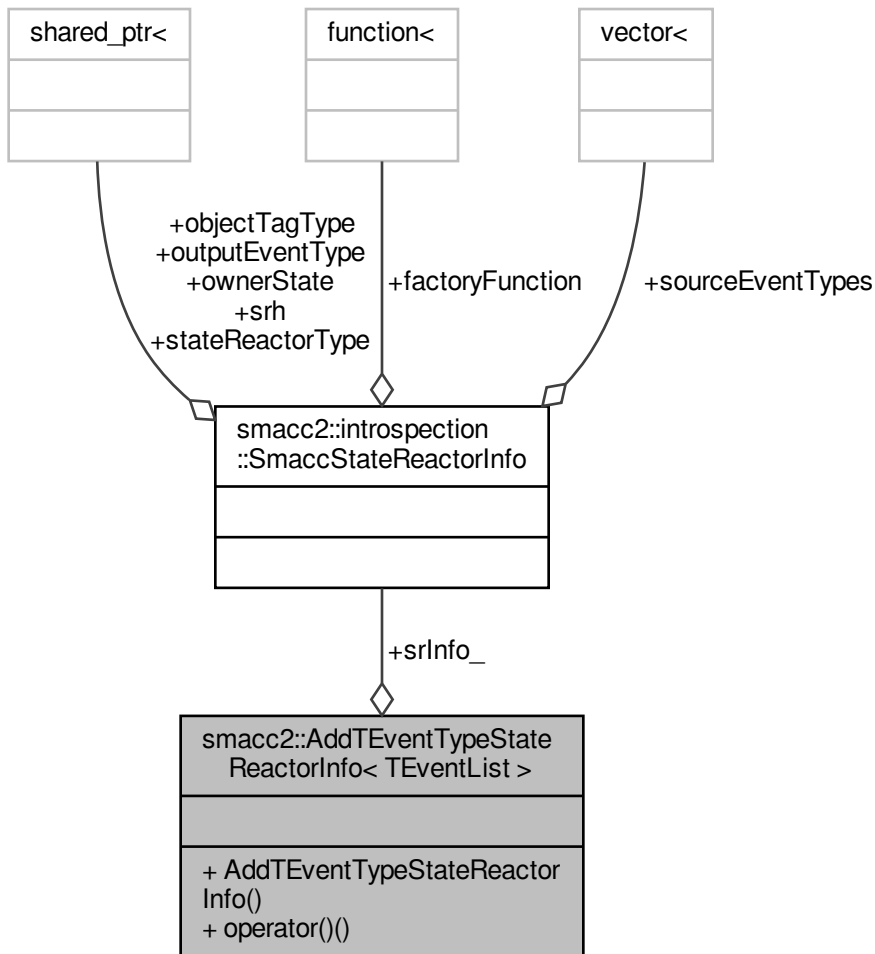 shared_ptr<
function<
vector<
+objectTagType
+outputEventType
+ownerState
+srh
+stateReactorType
+factoryFunction
+sourceEventTypes
smacc2::introspection
::SmaccStateReactorInfo
+srInfo_
smacc2::AddTEventTypeState
ReactorInfo< TEventList >
+ AddTEventTypeStateReactor
Info()
+ operator()()